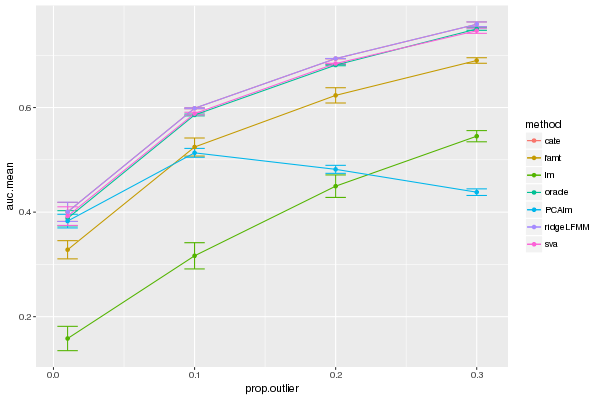 auc.mean
0.6
0.4
0.2
0.0
0.1
0.2
0.3
prop.outlier
method
cate
famt
lm
oracle
PCAlm
ridgeLFMM
sva